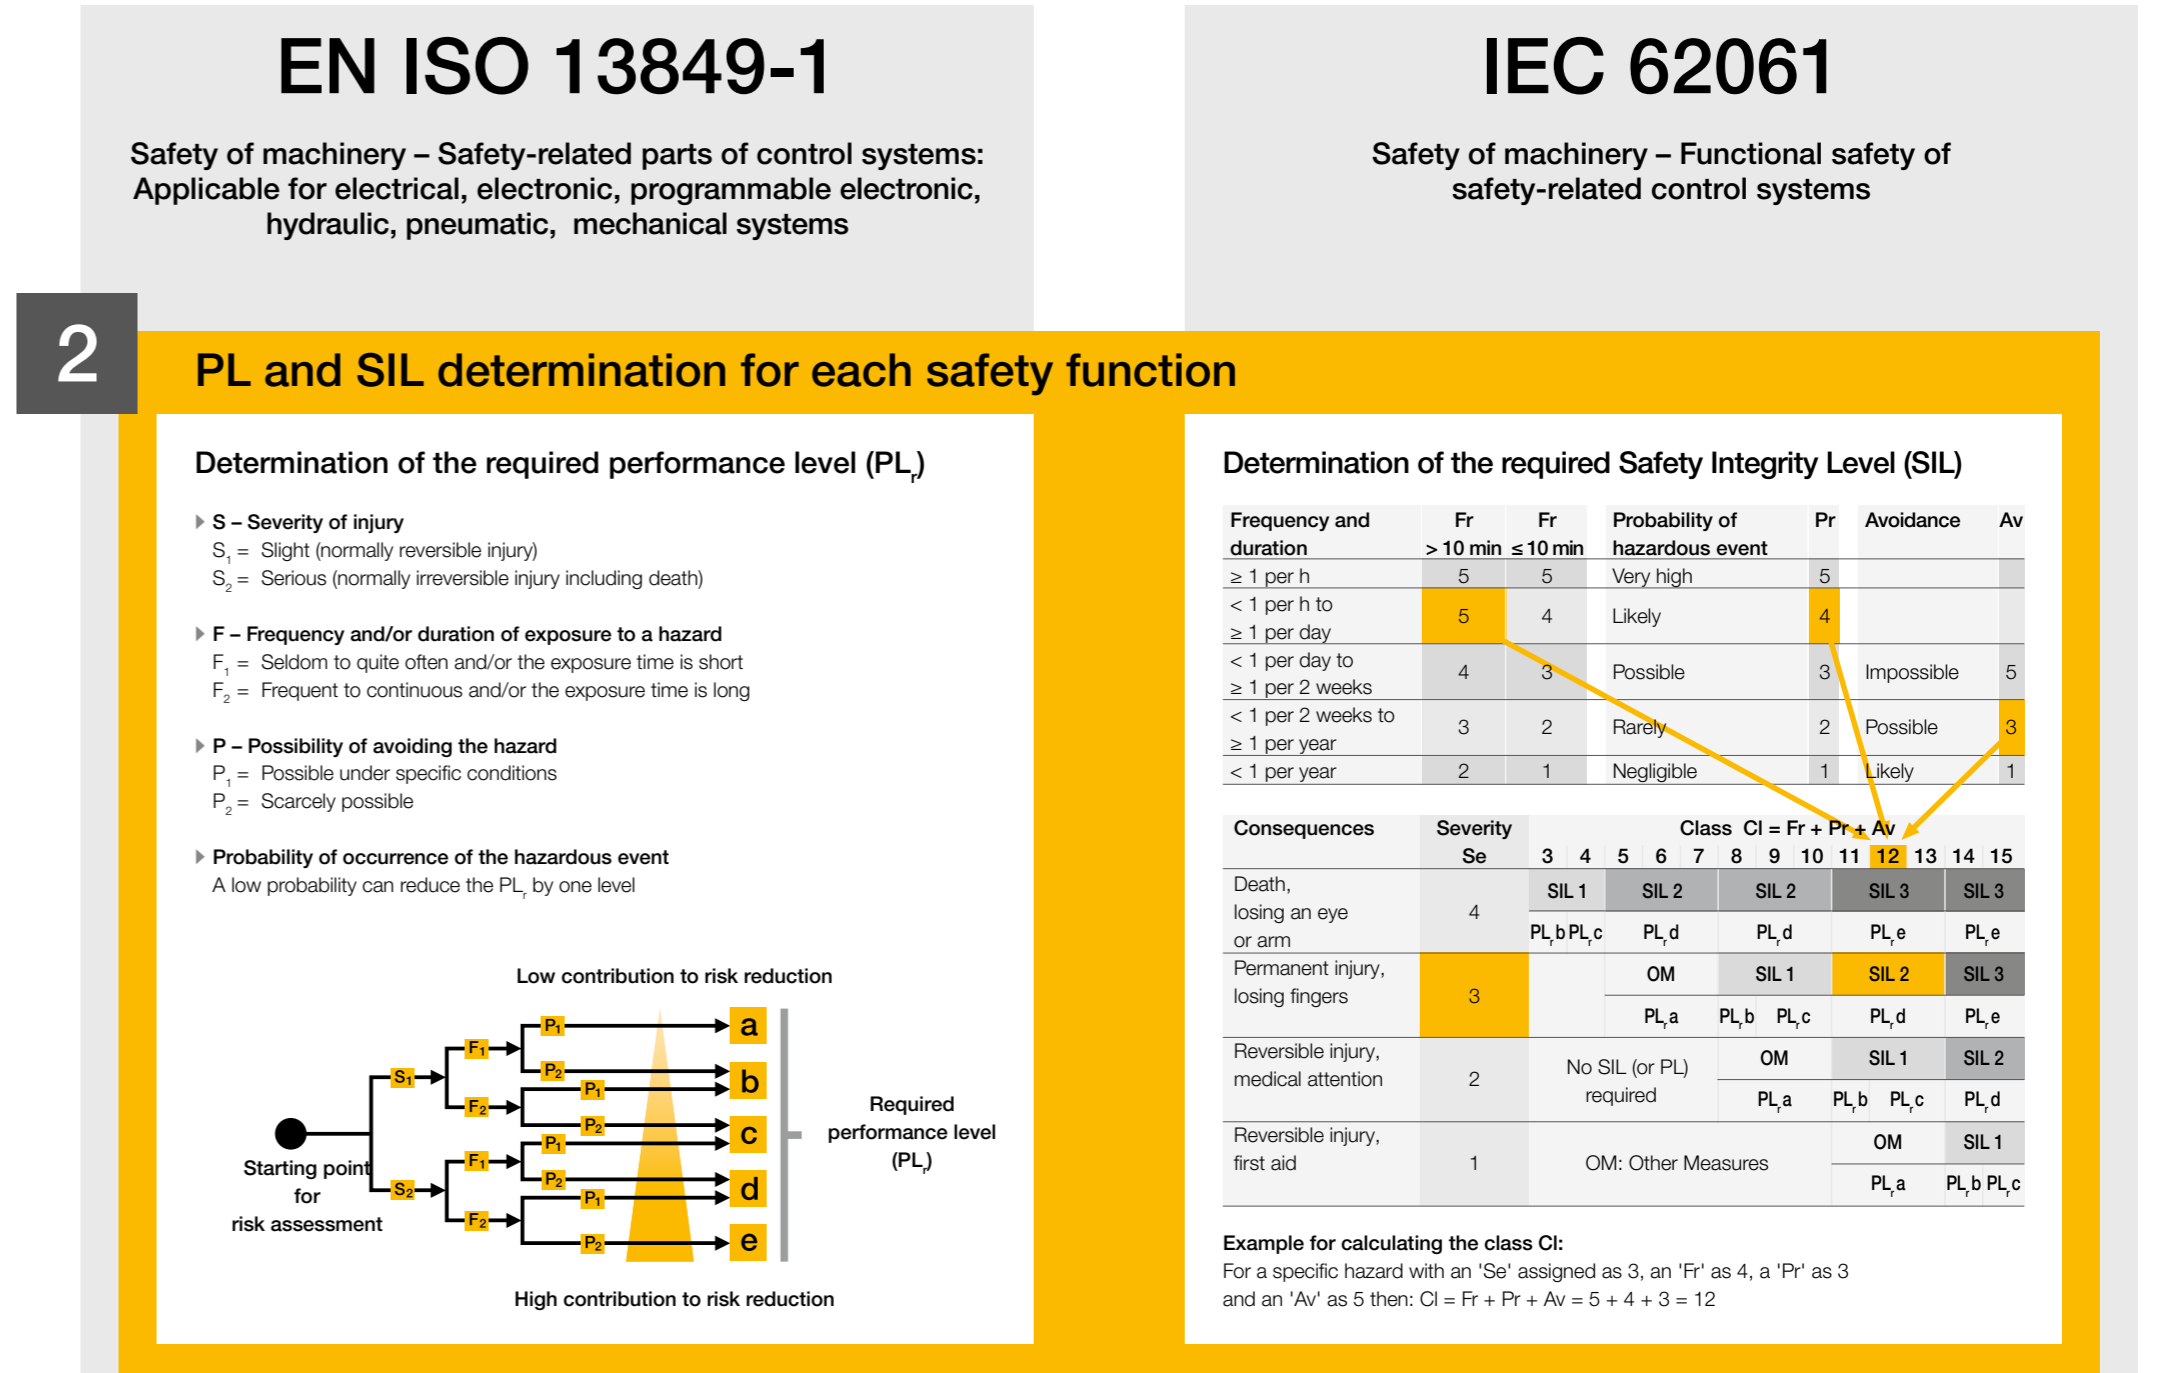 EN ISO 13849-1
Safety of machinery – Safety-related parts of control systems:
Applicable for electrical, electronic, programmable electronic,
hydraulic, pneumatic, mechanical systems
IEC 62061
Safety of machinery – Functional safety of
safety-related control systems
2
PL and SIL determination for each safety function
Determination of the required performance level (PLr)
S – Severity of injury
S1 = Slight (normally reversible injury)
S2 = Serious (normally irreversible injury including death)
F – Frequency and/or duration of exposure to a hazard
F1 = Seldom to quite often and/or the exposure time is short
F2 = Frequent to continuous and/or the exposure time is long
P – Possibility of avoiding the hazard
P1 = Possible under specific conditions
P2 = Scarcely possible
Probability of occurrence of the hazardous event
A low probability can reduce the PLr by one level
Low contribution to risk reduction
P1 a
F1
P2 b
S1 P1
F2
P2 c
Starting point
for
risk assessment
P1
F1
S2 P2 d
P1
F2
P2 e
Required
performance level
(PLr)
High contribution to risk reduction
Determination of the required Safety Integrity Level (SIL)
Frequency and Fr Fr Probability of Pr Avoidance Av
duration > 10 min ≤ 10 min hazardous event
≥ 1 per h 5 5 Very high 5
< 1 per h to
≥ 1 per day 5 4 Likely 4
< 1 per day to
≥ 1 per 2 weeks 4 3 Possible 3 Impossible 5
< 1 per 2 weeks to
≥ 1 per year 3 2 Rarely 2 Possible 3
< 1 per year 2 1 Negligible 1 Likely 1
Consequences Severity Class Cl = Fr + Pr + Av
Se 3 4 5 6 7 8 9 10 11 12 13 14 15
Death, SIL 1 SIL 2 SIL 2 SIL 3 SIL 3
losing an eye 4
or arm PLr b PLr c PLr d PLr d PLr e PLr e
Permanent injury, OM SIL 1 SIL 2 SIL 3
losing fingers 3
PLr a PLr b PLr c PLr d PLr e
Reversible injury, No SIL (or PL) OM SIL 1 SIL 2
medical attention 2 required
PLr a PLr b PLr c PLr d
Reversible injury, OM SIL 1
first aid 1 OM: Other Measures
PLr a PLr b PLr c
Example for calculating the class Cl:
For a specific hazard with an 'Se' assigned as 3, an 'Fr' as 4, a 'Pr' as 3
and an 'Av' as 5 then: Cl = Fr + Pr + Av = 5 + 4 + 3 = 12